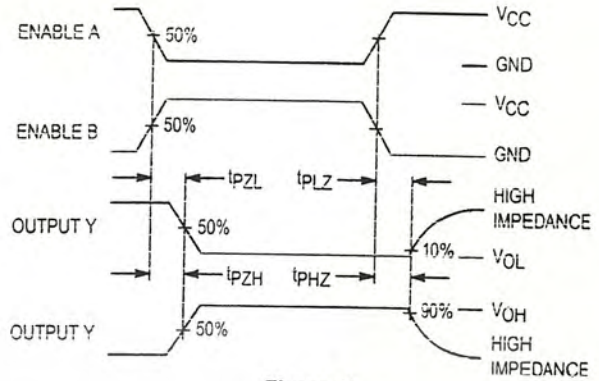 ENABLE A
50%
VCC
GND
ENABLE B
50%
VCC
GND
tPZL
tPLZ
OUTPUT Y
50%
10%
HIGH
IMPEDANCE
VOL
tPZH
tPHZ
OUTPUT Y
50%
90%
VOH
HIGH
IMPEDANCE